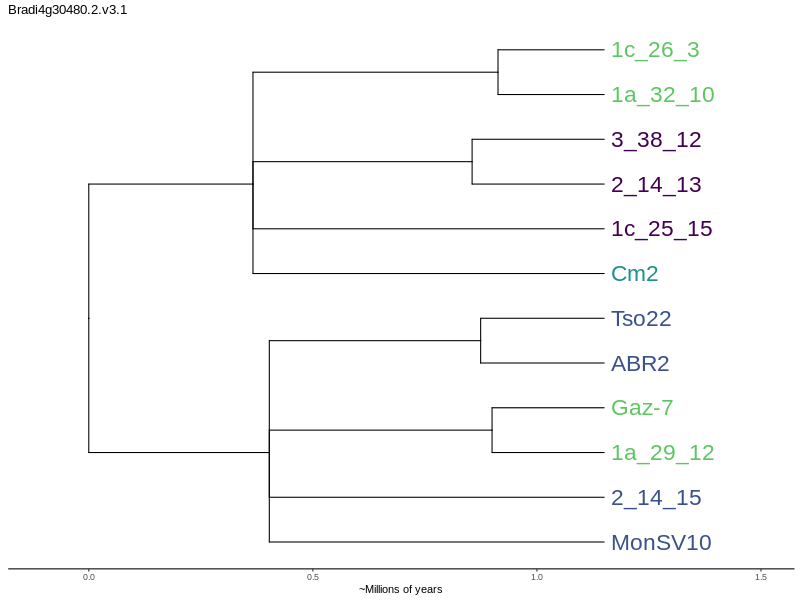 Bradi4g30480.2.v3.1
1c_26_3
1a_32_10
3_38_12
2_14_13
1c_25_15
Cm2
Tso22
ABR2
Gaz-7
1a_29_12
2_14_15
MonSV10
0.0 0.5 1.0 1.5
~Millions of years